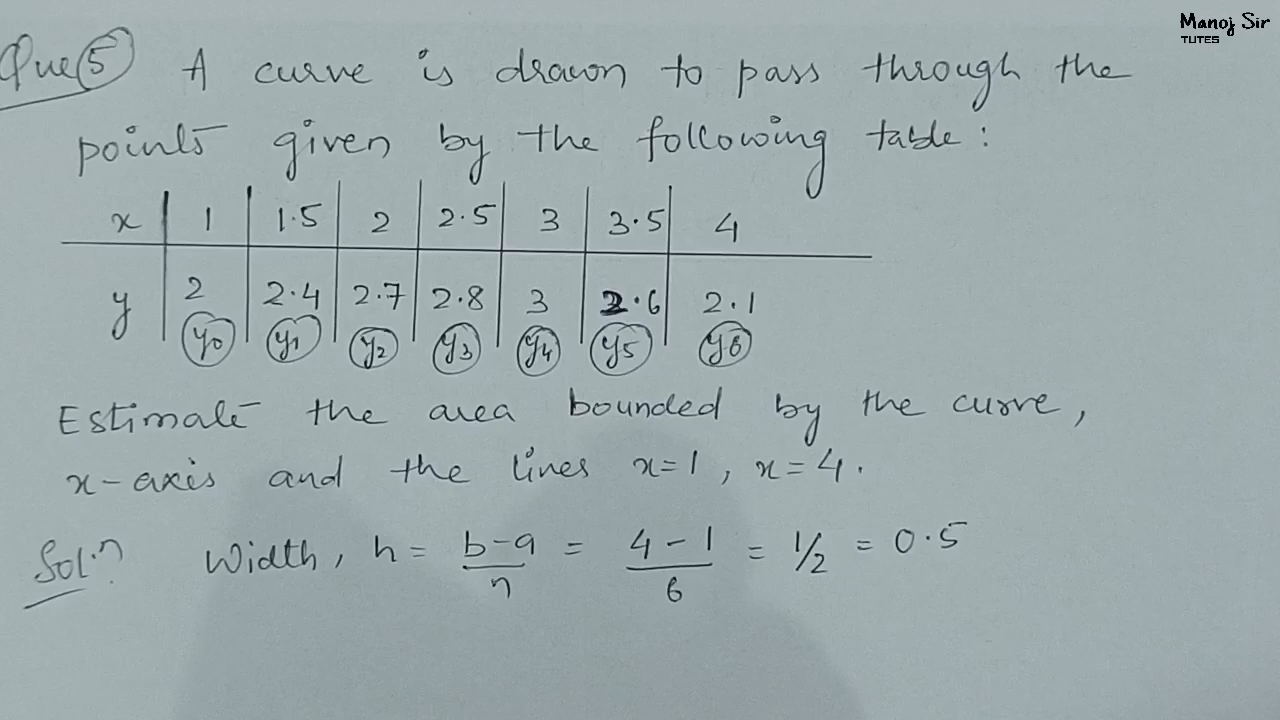 Manoj Sir
TUTES
Que 5 A curve is drawn to pass through the
points given by the following table:
x 1 1.5 2 2.5 3 3.5 4
y 2 2.4 2.7 2.8 3 2.6 2.1
y0 y1 y2 y3 y4 y5 y6
Estimate the area bounded by the curve,
x-axis and the lines x=1, x=4.
Sol.n Width, h = b-a/n = 4-1/6 = 1/2 = 0.5